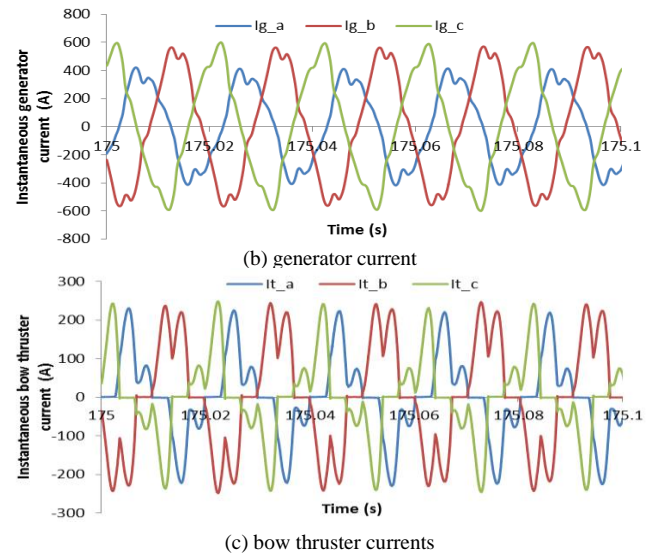 Ig_a Ig_b Ig_c
Instantaneous generator
current (A)
800
600
400
200
0
-200
-400
-600
-800
175
175.02
175.04
175.06
175.08
175.1
Time (s)
(b) generator current
It_a It_b It_c
Instantaneous bow thruster
current (A)
300
200
100
0
-100
-200
-300
175
175.02
175.04
175.06
175.08
175.1
Time (s)
(c) bow thruster currents